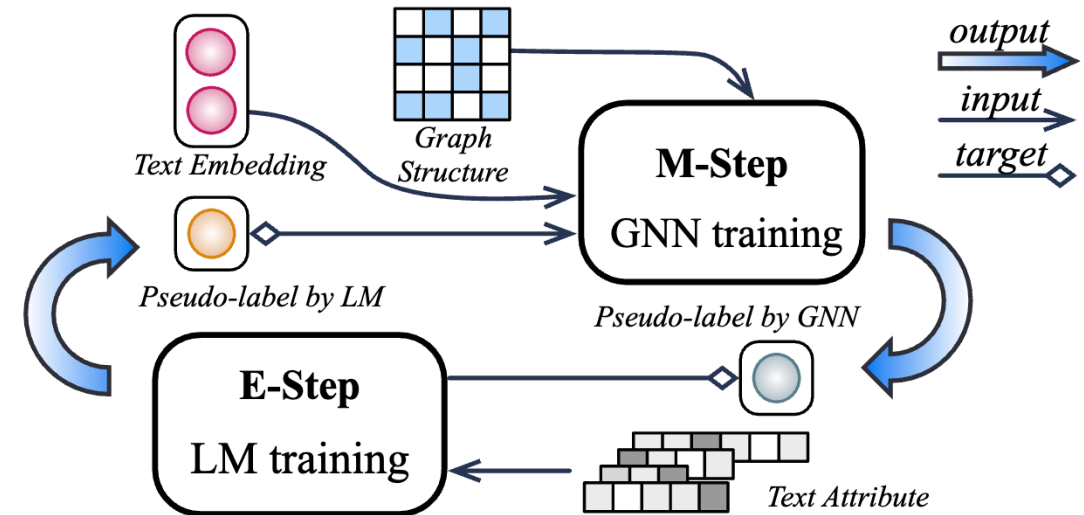 output
input
target
Graph
Structure
Text Embedding
M-Step
GNN training
Pseudo-label by LM
Pseudo-label by GNN
E-Step
LM training
Text Attribute